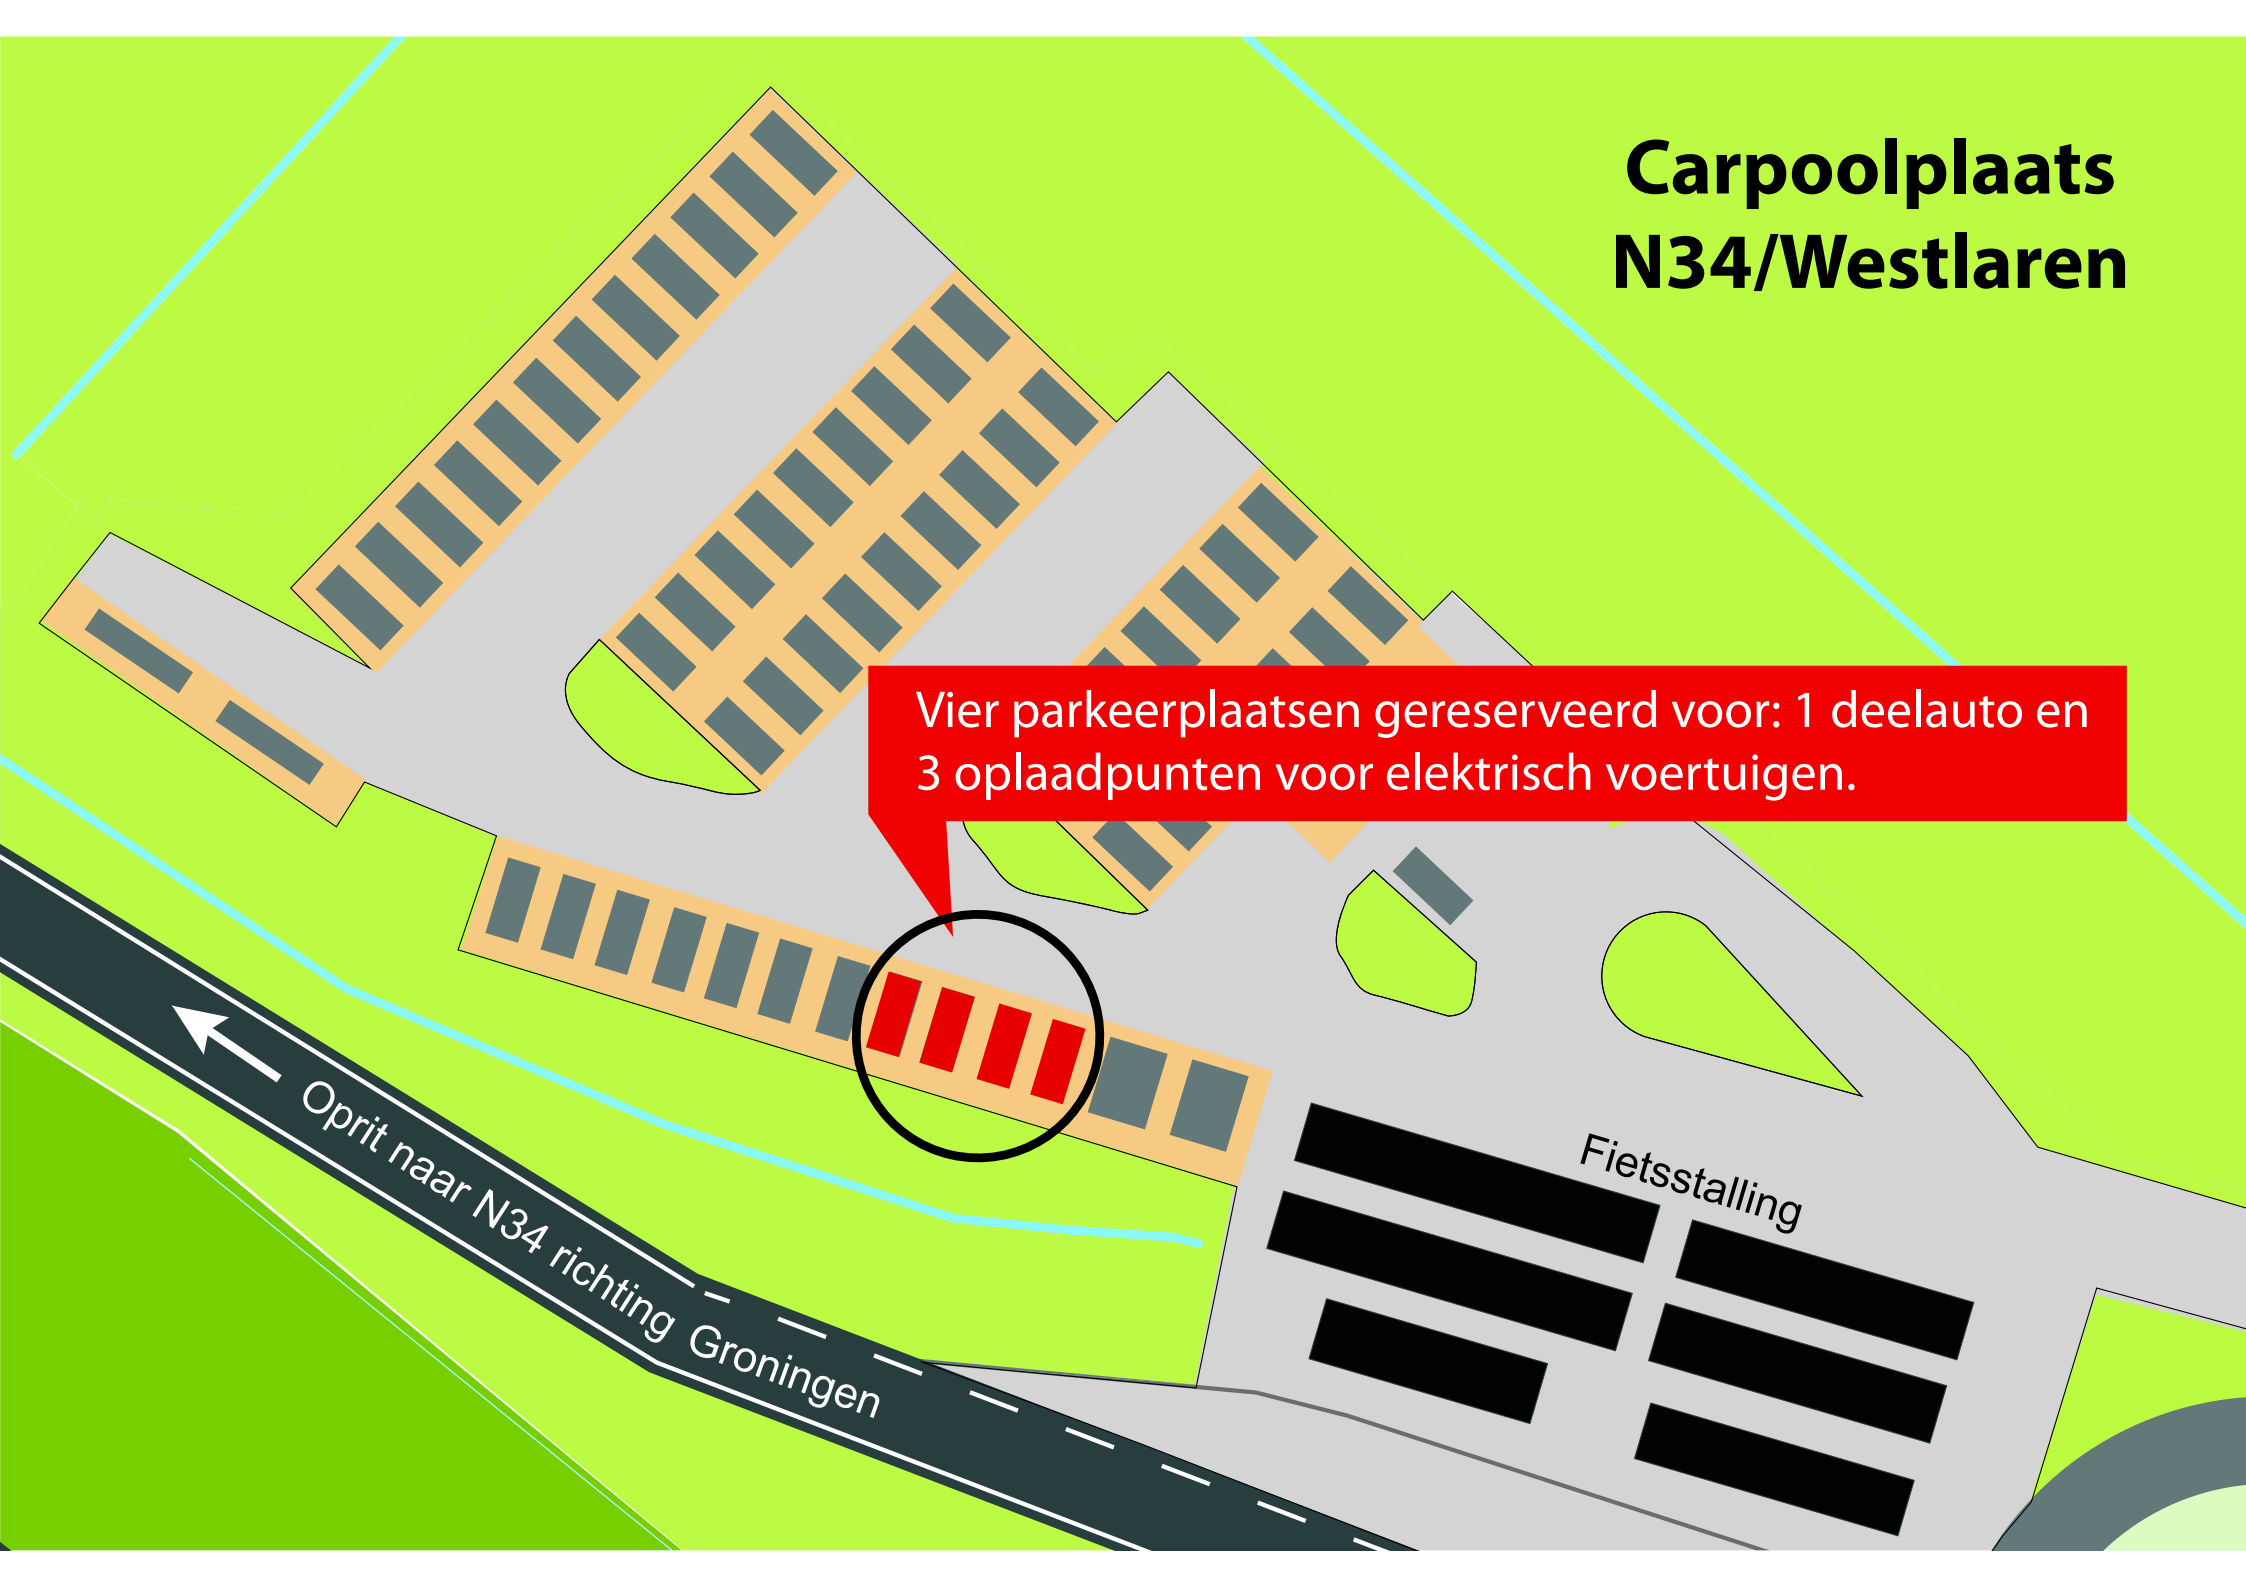 Carpoolplaats
N34/Westlaren
Vier parkeerplaatsen gereserveerd voor: 1 deelauto en
3 oplaadpunten voor elektrisch voertuigen.
Fietsstalling
Oprit naar N34 richting Groningen